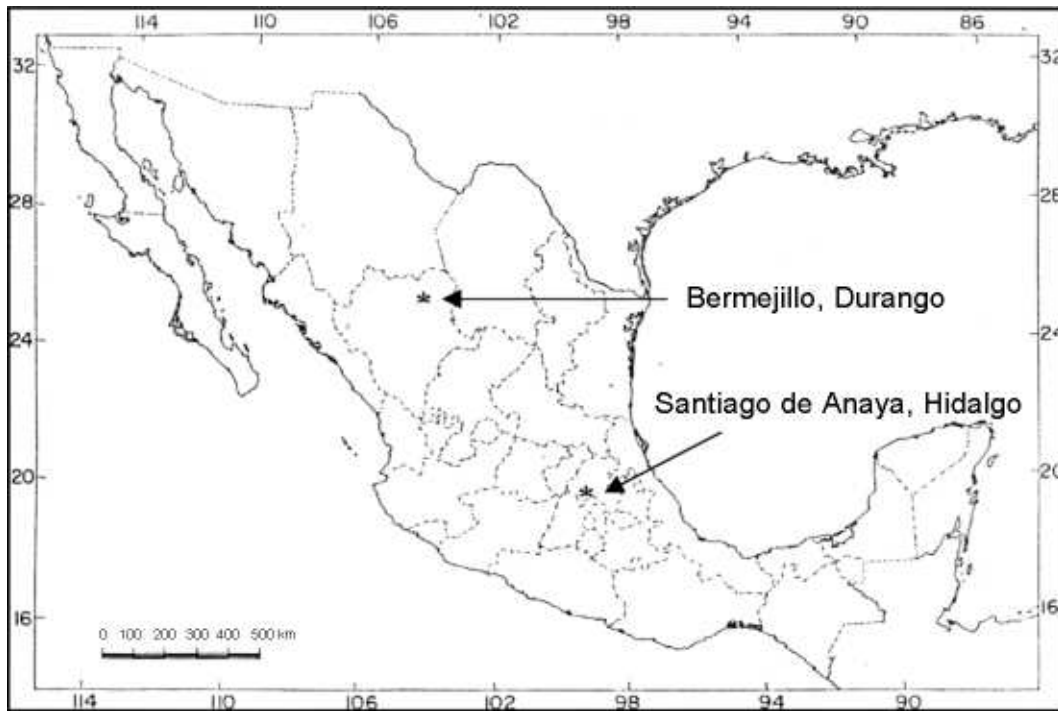 114 110 106 102 98 94 90 86
32 32
28 28
Bermejillo, Durango
24 24
Santiago de Anaya, Hidalgo
20 20
16 16
0 100 200 300 400 500 km
114 110 106 102 98 94 90